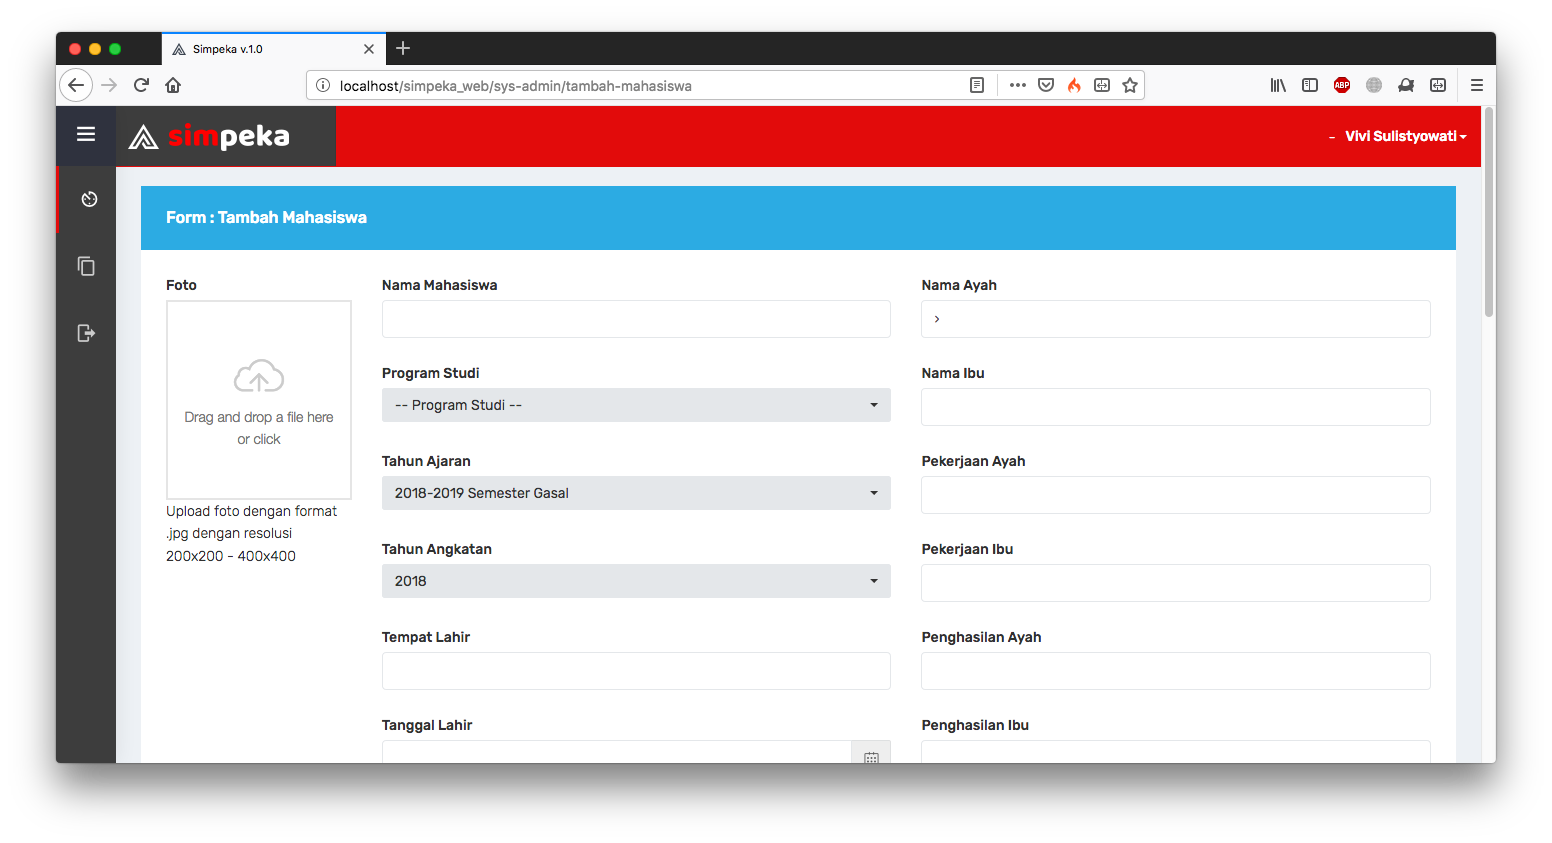 Simpeka v.1.0
localhost/simpeka_web/sys-admin/tambah-mahasiswa
ABP
simpeka
- Vivi Sulistyowati
Form : Tambah Mahasiswa
Foto
Drag and drop a file here
or click
Upload foto dengan format
.jpg dengan resolusi
200x200 - 400x400
Nama Mahasiswa
Program Studi
-- Program Studi --
Tahun Ajaran
2018-2019 Semester Gasal
Tahun Angkatan
2018
Tempat Lahir
Tanggal Lahir
Nama Ayah
>
Nama Ibu
Pekerjaan Ayah
Pekerjaan Ibu
Penghasilan Ayah
Penghasilan Ibu